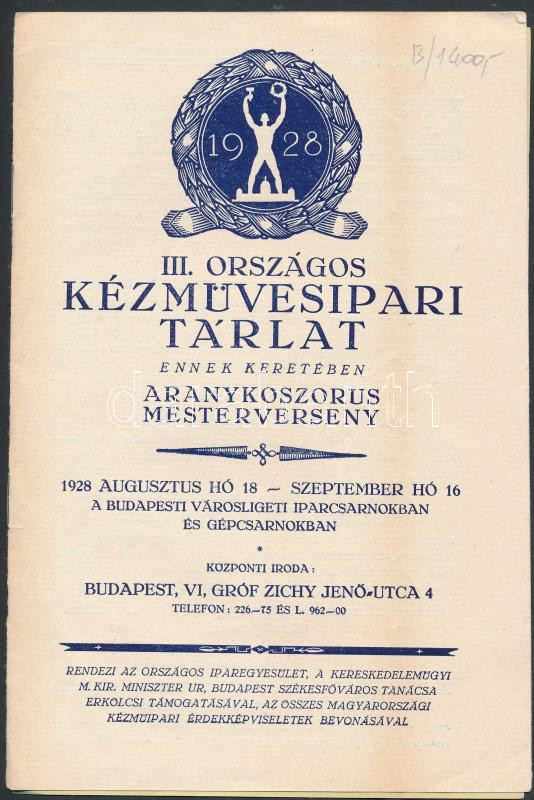 B/1400,-
1928
III. ORSZÁGOS
KÉZMŰVESIPARI
TÁRLAT
ENNEK KERETÉBEN
ARANYKOSZORUS
MESTERVERSENY
1928 AUGUSZTUS HÓ 18 — SZEPTEMBER HÓ 16
A BUDAPESTI VÁROSLIGETI IPARCSARNOKBAN
ÉS GÉPCSARNOKBAN
*
KÖZPONTI IRODA:
BUDAPEST, VI, GRÓF ZICHY JENŐ-UTCA 4
TELEFON: 226—75 ÉS L. 962—00
RENDEZI AZ ORSZÁGOS IPAREGYESÜLET, A KERESKEDELEMÜGYI
M. KIR. MINISZTER UR, BUDAPEST SZÉKESFŐVÁROS TANÁCSA
ERKÖLCSI TÁMOGATÁSÁVAL, AZ ÖSSZES MAGYARORSZÁGI
KÉZMŰIPARI ÉRDEKKÉPVISELETEK BEVONÁSÁVAL